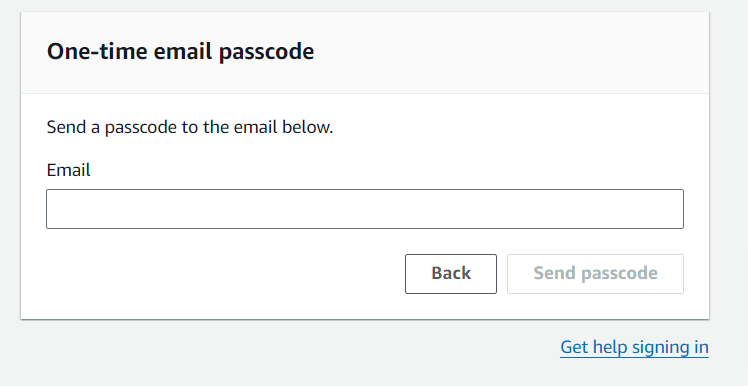 One-time email passcode
Send a passcode to the email below.
Email
Back
Send passcode
Get help signing in